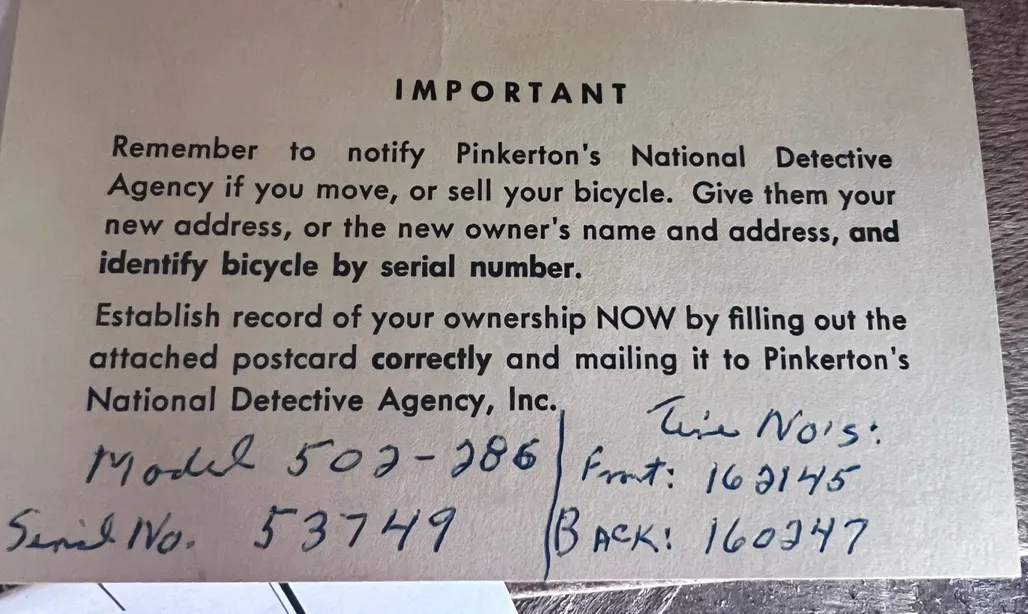 IMPORTANT
Remember to notify Pinkerton's National Detective
Agency if you move, or sell your bicycle. Give them your
new address, or the new owner's name and address, and
identify bicycle by serial number.
Establish record of your ownership NOW by filling out the
attached postcard correctly and mailing it to Pinkerton's
National Detective Agency, Inc.
Tire No's:
Model 502-286
Front: 162145
Serial No. 53749
BACK: 160247